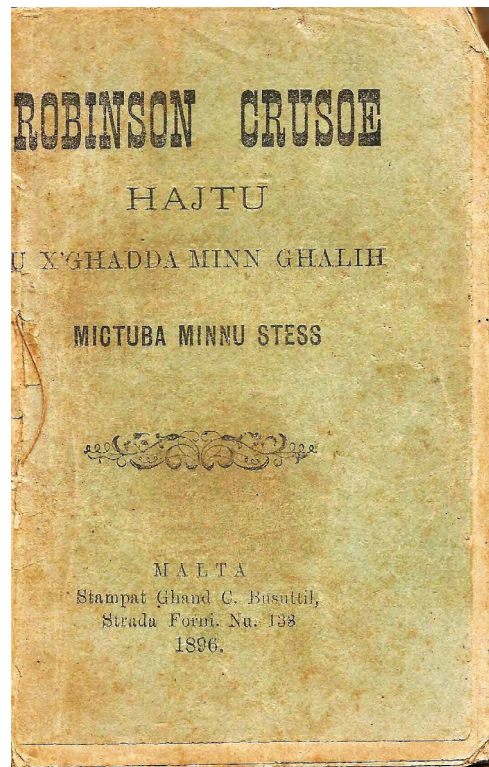 ROBINSON CRUSOE
HAJTU
U X'GHADDA MINN GHALIH
MICTUBA MINNU STESS
MALTA
Stampat Ghand C. Busuttil,
Strada Forni. Nu. 138
1896.